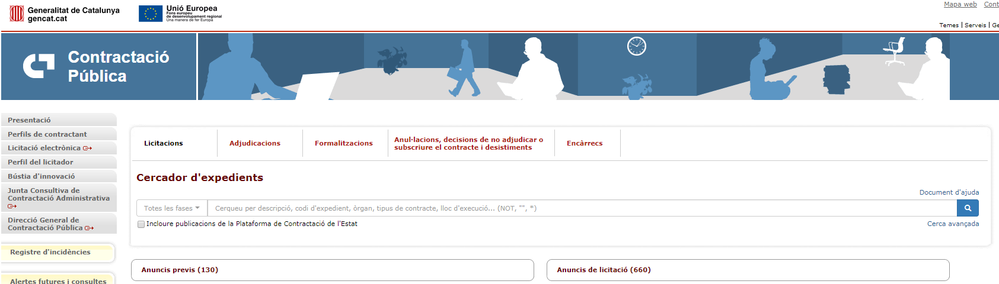 Generalitat de Catalunya
gencat.cat
Unió Europea
Fons europeu
de desenvolupament regional
Una manera de fer Europa
Mapa web
Temes | Serveis |
Contractació
Pública
Presentació
Perfils de contractant
Licitació electrònica
Perfil del licitador
Bústia d'innovació
Junta Consultiva de
Contractació Administrativa
Direcció General de
Contractació Pública
Registre d'incidències
Alertes futures i consultes
Licitacions
Adjudicacions
Formalitzacions
Anul·lacions, decisions de no adjudicar o
subscriure el contracte i desistiments
Encàrrecs
Cercador d'expedients
Document d'ajuda
Totes les fases
Cerqueu per descripció, codi d'expedient, òrgan, tipus de contracte, lloc d'execució... (NOT, "", *)
Incloure publicacions de la Plataforma de Contractació de l'Estat
Cerca avançada
Anuncis previs (130)
Anuncis de licitació (660)